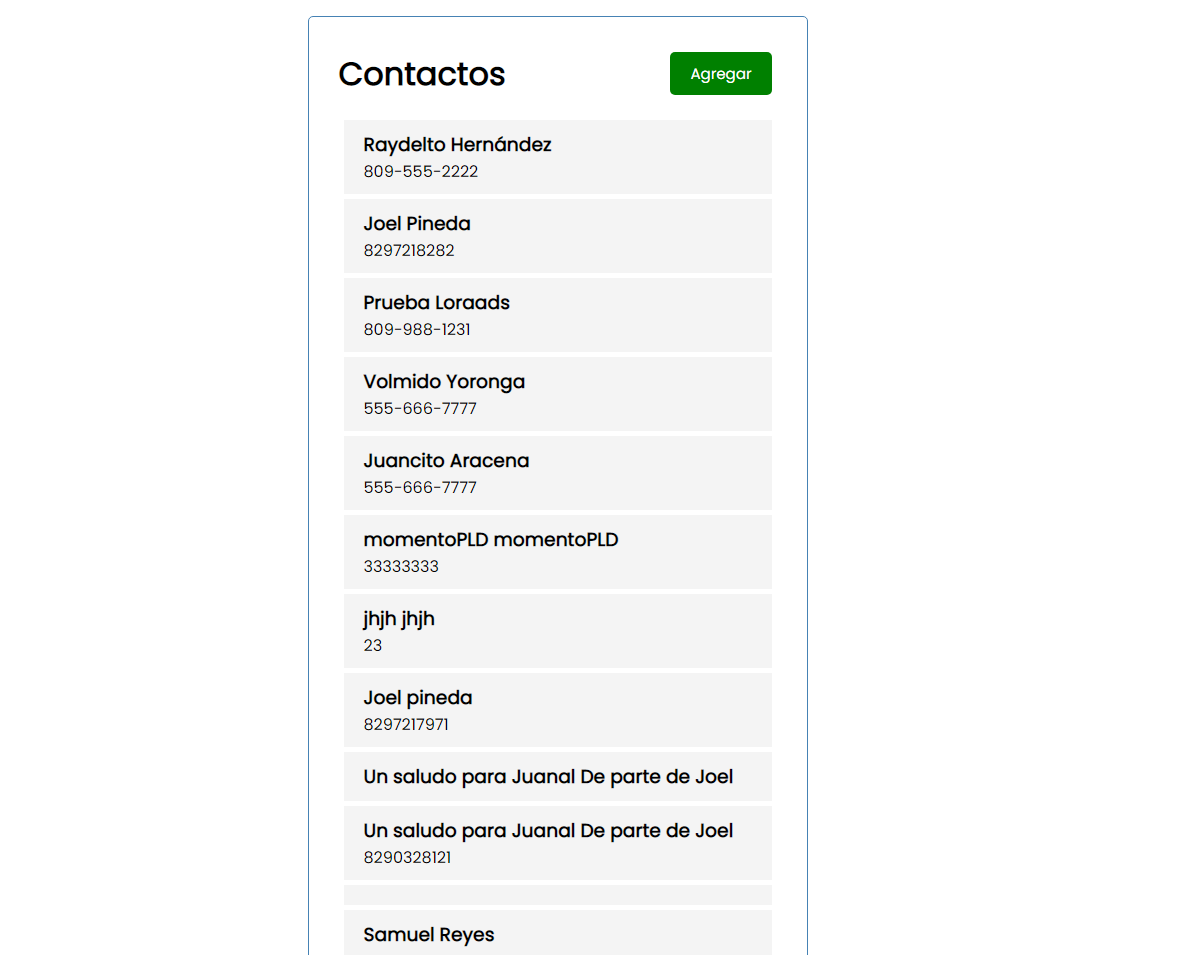 Contactos
Agregar
Raydelto Hernández
809-555-2222
Joel Pineda
8297218282
Prueba Loraads
809-988-1231
Volmido Yoronga
555-666-7777
Juancito Aracena
555-666-7777
momentoPLD momentoPLD
33333333
jhjh jhjh
23
Joel pineda
8297217971
Un saludo para Juanal De parte de Joel
Un saludo para Juanal De parte de Joel
8290328121
Samuel Reyes